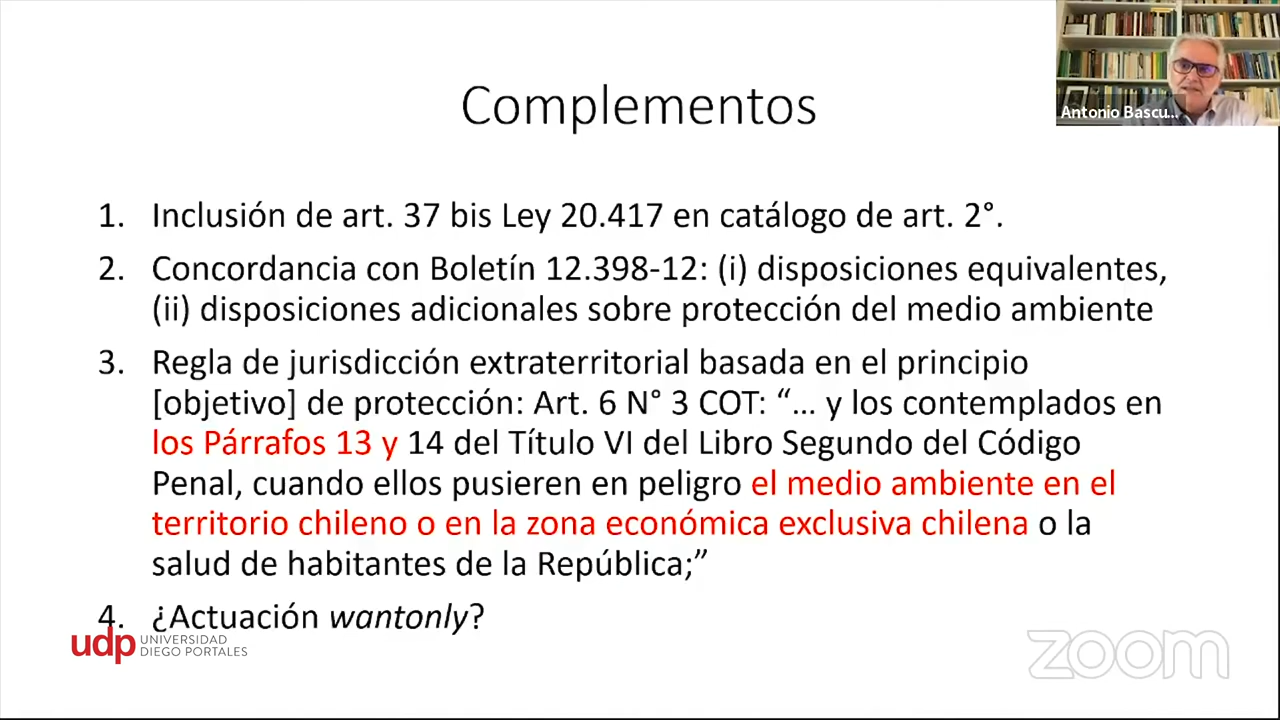 Complementos
Antonio Bascu...
1. Inclusión de art. 37 bis Ley 20.417 en catálogo de art. 2°.
2. Concordancia con Boletín 12.398-12: (i) disposiciones equivalentes,
(ii) disposiciones adicionales sobre protección del medio ambiente
3. Regla de jurisdicción extraterritorial basada en el principio
[objetivo] de protección: Art. 6 N° 3 COT: “... y los contemplados en
los Párrafos 13 y 14 del Título VI del Libro Segundo del Código
Penal, cuando ellos pusieren en peligro el medio ambiente en el
territorio chileno o en la zona económica exclusiva chilena o la
salud de habitantes de la República;”
4. ¿Actuación wantonly?
udp UNIVERSIDAD
DIEGO PORTALES
zoom